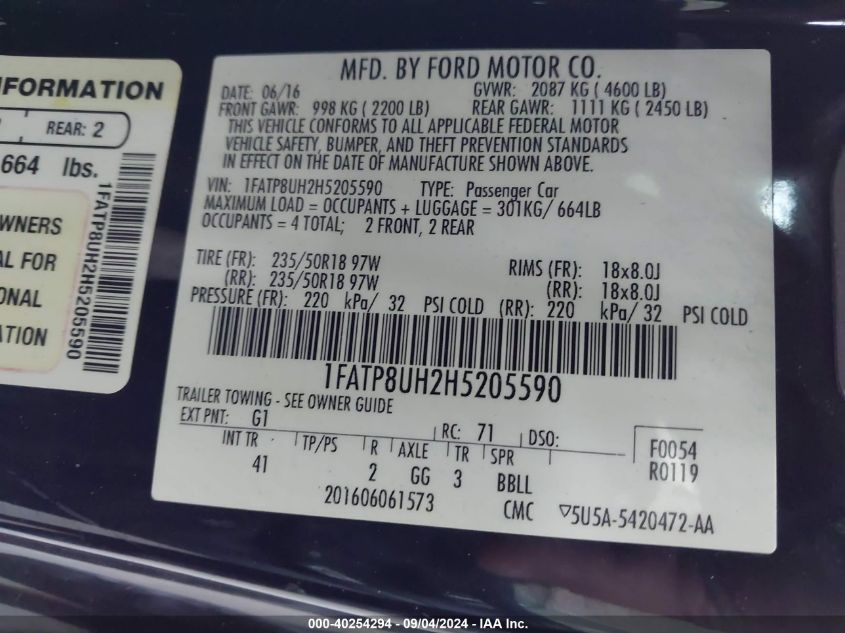 NFORMATION
REAR: 2
664 lbs.
1FATP8UH2H5205590
WNERS
AL FOR
ONAL
ATION
MFD. BY FORD MOTOR CO.
DATE: 06/16 GVWR: 2087 KG ( 4600 LB)
FRONT GAWR: 998 KG ( 2200 LB) REAR GAWR: 1111 KG ( 2450 LB)
THIS VEHICLE CONFORMS TO ALL APPLICABLE FEDERAL MOTOR
VEHICLE SAFETY, BUMPER, AND THEFT PREVENTION STANDARDS
IN EFFECT ON THE DATE OF MANUFACTURE SHOWN ABOVE.
VIN: 1FATP8UH2H5205590 TYPE: Passenger Car
MAXIMUM LOAD = OCCUPANTS + LUGGAGE = 301KG/ 664LB
OCCUPANTS = 4 TOTAL; 2 FRONT, 2 REAR
TIRE (FR): 235/50R18 97W RIMS (FR): 18x8.0J
(RR): 235/50R18 97W (RR): 18x8.0J
PRESSURE (FR): 220 kPa/ 32 PSI COLD (RR): 220 kPa/ 32 PSI COLD
1FATP8UH2H5205590
TRAILER TOWING - SEE OWNER GUIDE
EXT PNT: G1 RC: 71 DSO: F0054
INT TR TP/PS R AXLE TR SPR R0119
41 2 GG 3 BBLL
201606061573 CMC ▽5U5A-5420472-AA
000-40254294 - 09/04/2024 - IAA Inc.